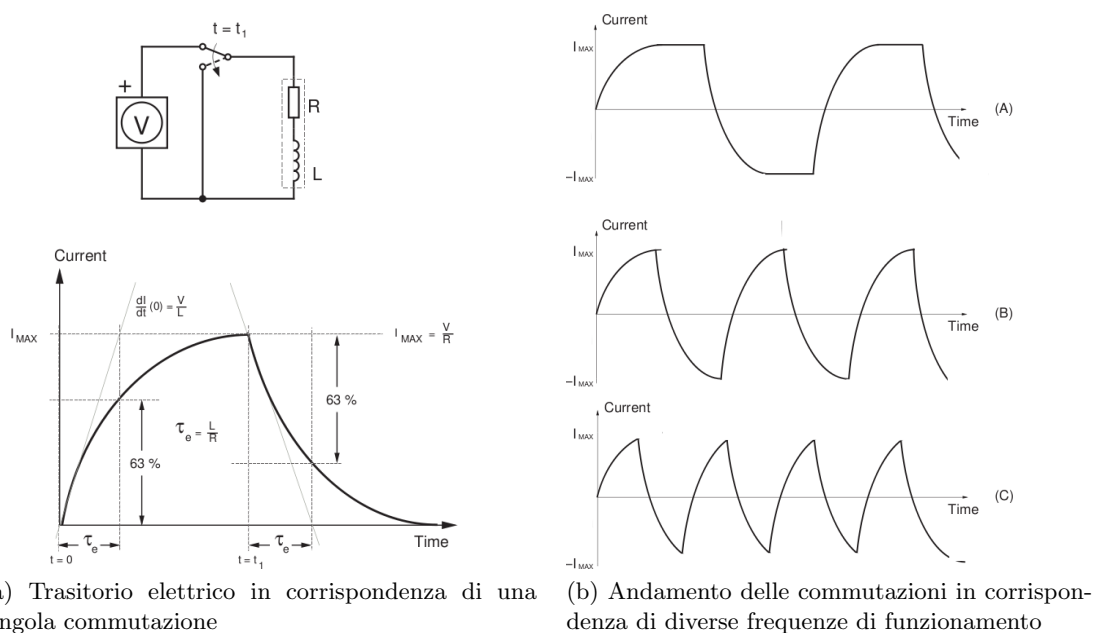 t = t1
+
V
R
L
Current
dI/dt (0) = V/L
I MAX
I MAX = V/R
63 %
τe = L/R
63 %
τe
τe
Time
t = 0
t = t1
) Trasitorio elettrico in corrispondenza di una
ngola commutazione
Current
I MAX
Time
(A)
–I MAX
Current
I MAX
Time
(B)
–I MAX
Current
I MAX
Time
(C)
–I MAX
(b) Andamento delle commutazioni in corrispon-
denza di diverse frequenze di funzionamento